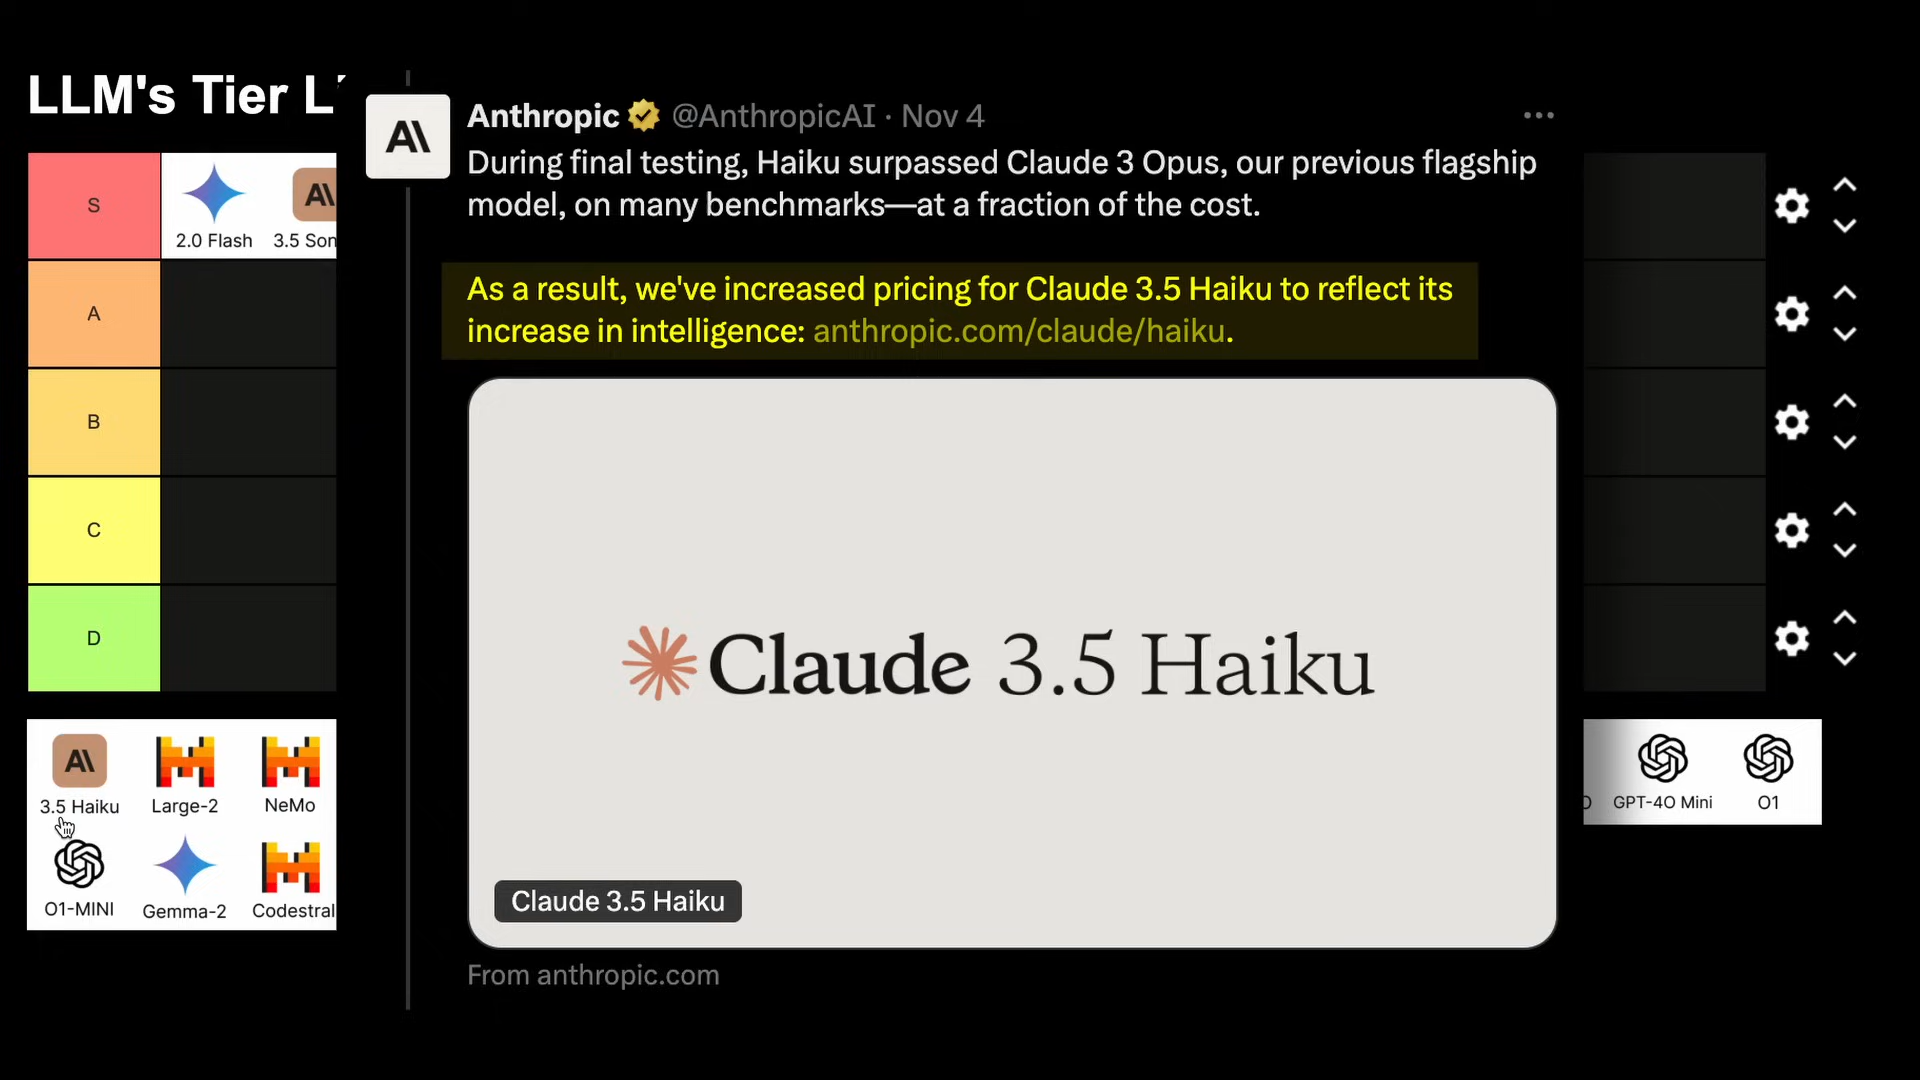 LLM's Tier L
Anthropic @AnthropicAI · Nov 4
During final testing, Haiku surpassed Claude 3 Opus, our previous flagship
model, on many benchmarks—at a fraction of the cost.
As a result, we've increased pricing for Claude 3.5 Haiku to reflect its
increase in intelligence: anthropic.com/claude/haiku.
Claude 3.5 Haiku
Claude 3.5 Haiku
From anthropic.com
S
2.0 Flash 3.5 Son
A
B
C
D
3.5 Haiku Large-2 NeMo
O1-MINI Gemma-2 Codestral
GPT-4O Mini O1